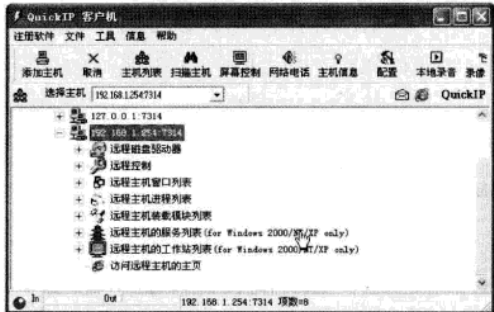 QuickIP 客户机
注册软件 文件 工具 信息 帮助
添加主机 取消 主机列表 扫描主机 屏幕控制 网络电话 主机信息 配置 本地录音 录像
选择主机 192.168.1.254:7314 QuickIP
127.0.0.1:7314
192.168.1.254:7314
远程磁盘驱动器
远程控制
远程主机窗口列表
远程主机进程列表
远程主机装载模块列表
远程主机的服务列表(for Windows 2000/NT/XP only)
远程主机的工作站列表(for Windows 2000/NT/XP only)
访问远程主机的主页
In Out 192.168.1.254:7314 项数=8